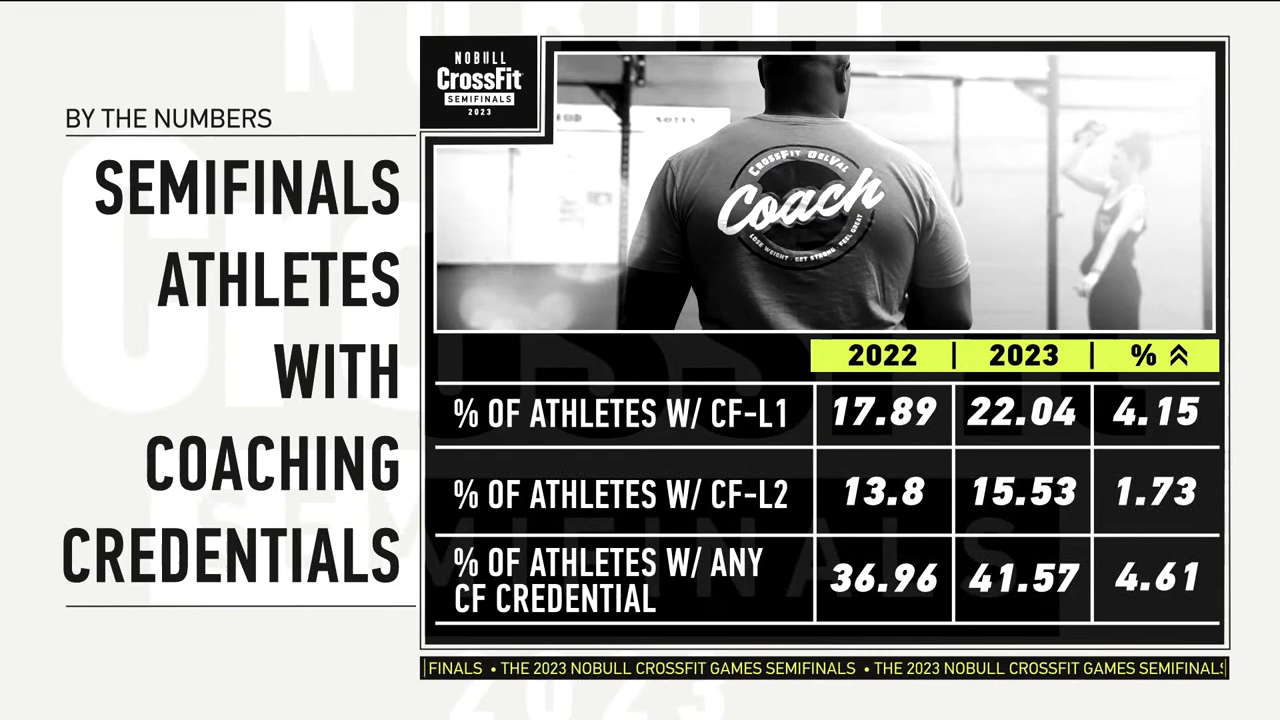 BY THE NUMBERS
SEMIFINALS
ATHLETES
WITH
COACHING
CREDENTIALS
NOBULL
CrossFit
SEMIFINALS
2023
CROSSFIT DELVAL
Coach
LOSE WEIGHT · GET STRONG · FEEL GREAT
2022 | 2023 | %
% OF ATHLETES W/ CF-L1 17.89 22.04 4.15
% OF ATHLETES W/ CF-L2 13.8 15.53 1.73
% OF ATHLETES W/ ANY
CF CREDENTIAL 36.96 41.57 4.61
FINALS • THE 2023 NOBULL CROSSFIT GAMES SEMIFINALS • THE 2023 NOBULL CROSSFIT GAMES SEMIFINALS